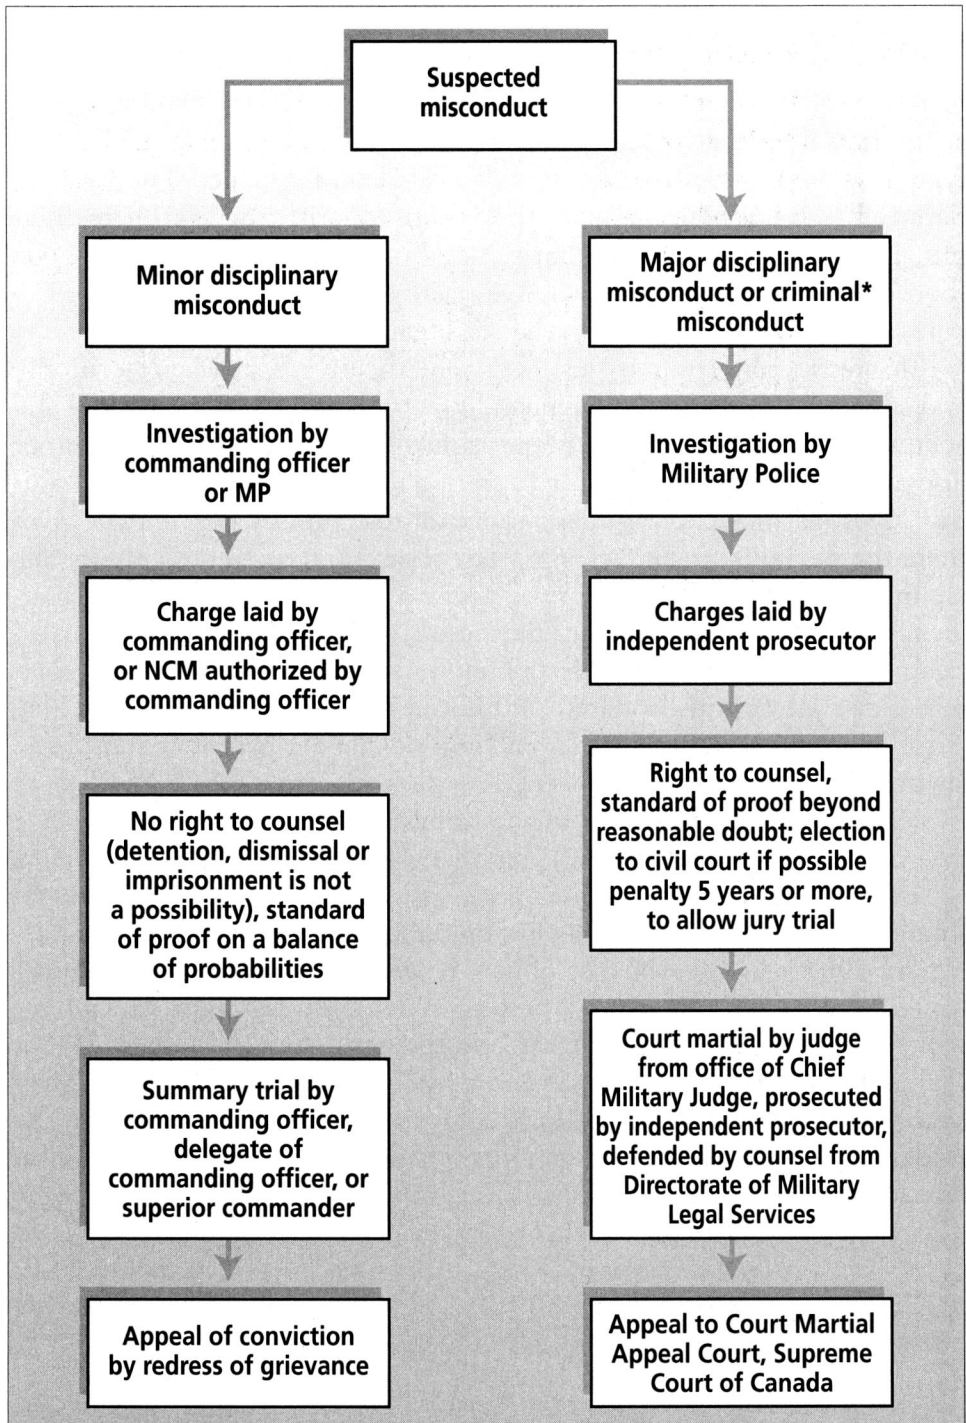 Suspected
misconduct
Minor disciplinary
misconduct
Investigation by
commanding officer
or MP
Charge laid by
commanding officer,
or NCM authorized by
commanding officer
No right to counsel
(detention, dismissal or
imprisonment is not
a possibility), standard
of proof on a balance
of probabilities
Summary trial by
commanding officer,
delegate of
commanding officer, or
superior commander
Appeal of conviction
by redress of grievance
Major disciplinary
misconduct or criminal*
misconduct
Investigation by
Military Police
Charges laid by
independent prosecutor
Right to counsel,
standard of proof beyond
reasonable doubt; election
to civil court if possible
penalty 5 years or more,
to allow jury trial
Court martial by judge
from office of Chief
Military Judge, prosecuted
by independent prosecutor,
defended by counsel from
Directorate of Military
Legal Services
Appeal to Court Martial
Appeal Court, Supreme
Court of Canada